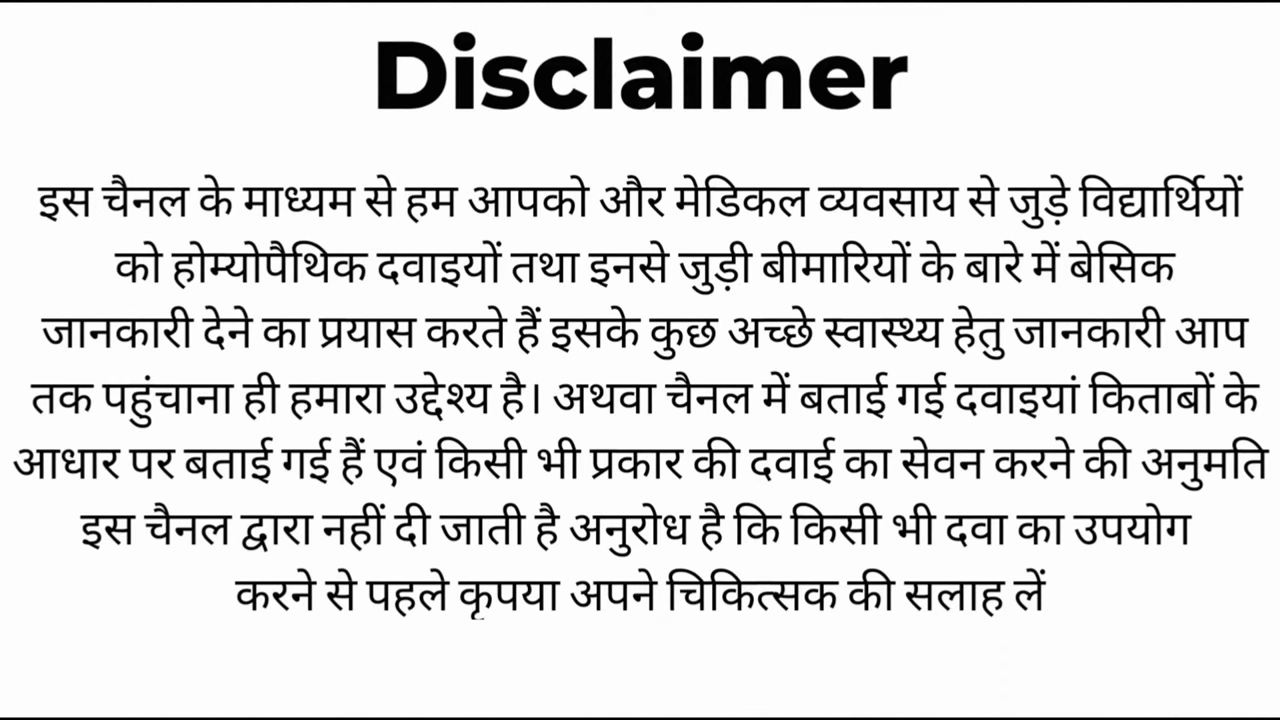 Disclaimer
इस चैनल के माध्यम से हम आपको और मेडिकल व्यवसाय से जुड़े विद्यार्थियों
को होम्योपैथिक दवाइयों तथा इनसे जुड़ी बीमारियों के बारे में बेसिक
जानकारी देने का प्रयास करते हैं इसके कुछ अच्छे स्वास्थ्य हेतु जानकारी आप
तक पहुंचाना ही हमारा उद्देश्य है। अथवा चैनल में बताई गई दवाइयां किताबों के
आधार पर बताई गई हैं एवं किसी भी प्रकार की दवाई का सेवन करने की अनुमति
इस चैनल द्वारा नहीं दी जाती है अनुरोध है कि किसी भी दवा का उपयोग
करने से पहले कृपया अपने चिकित्सक की सलाह लें